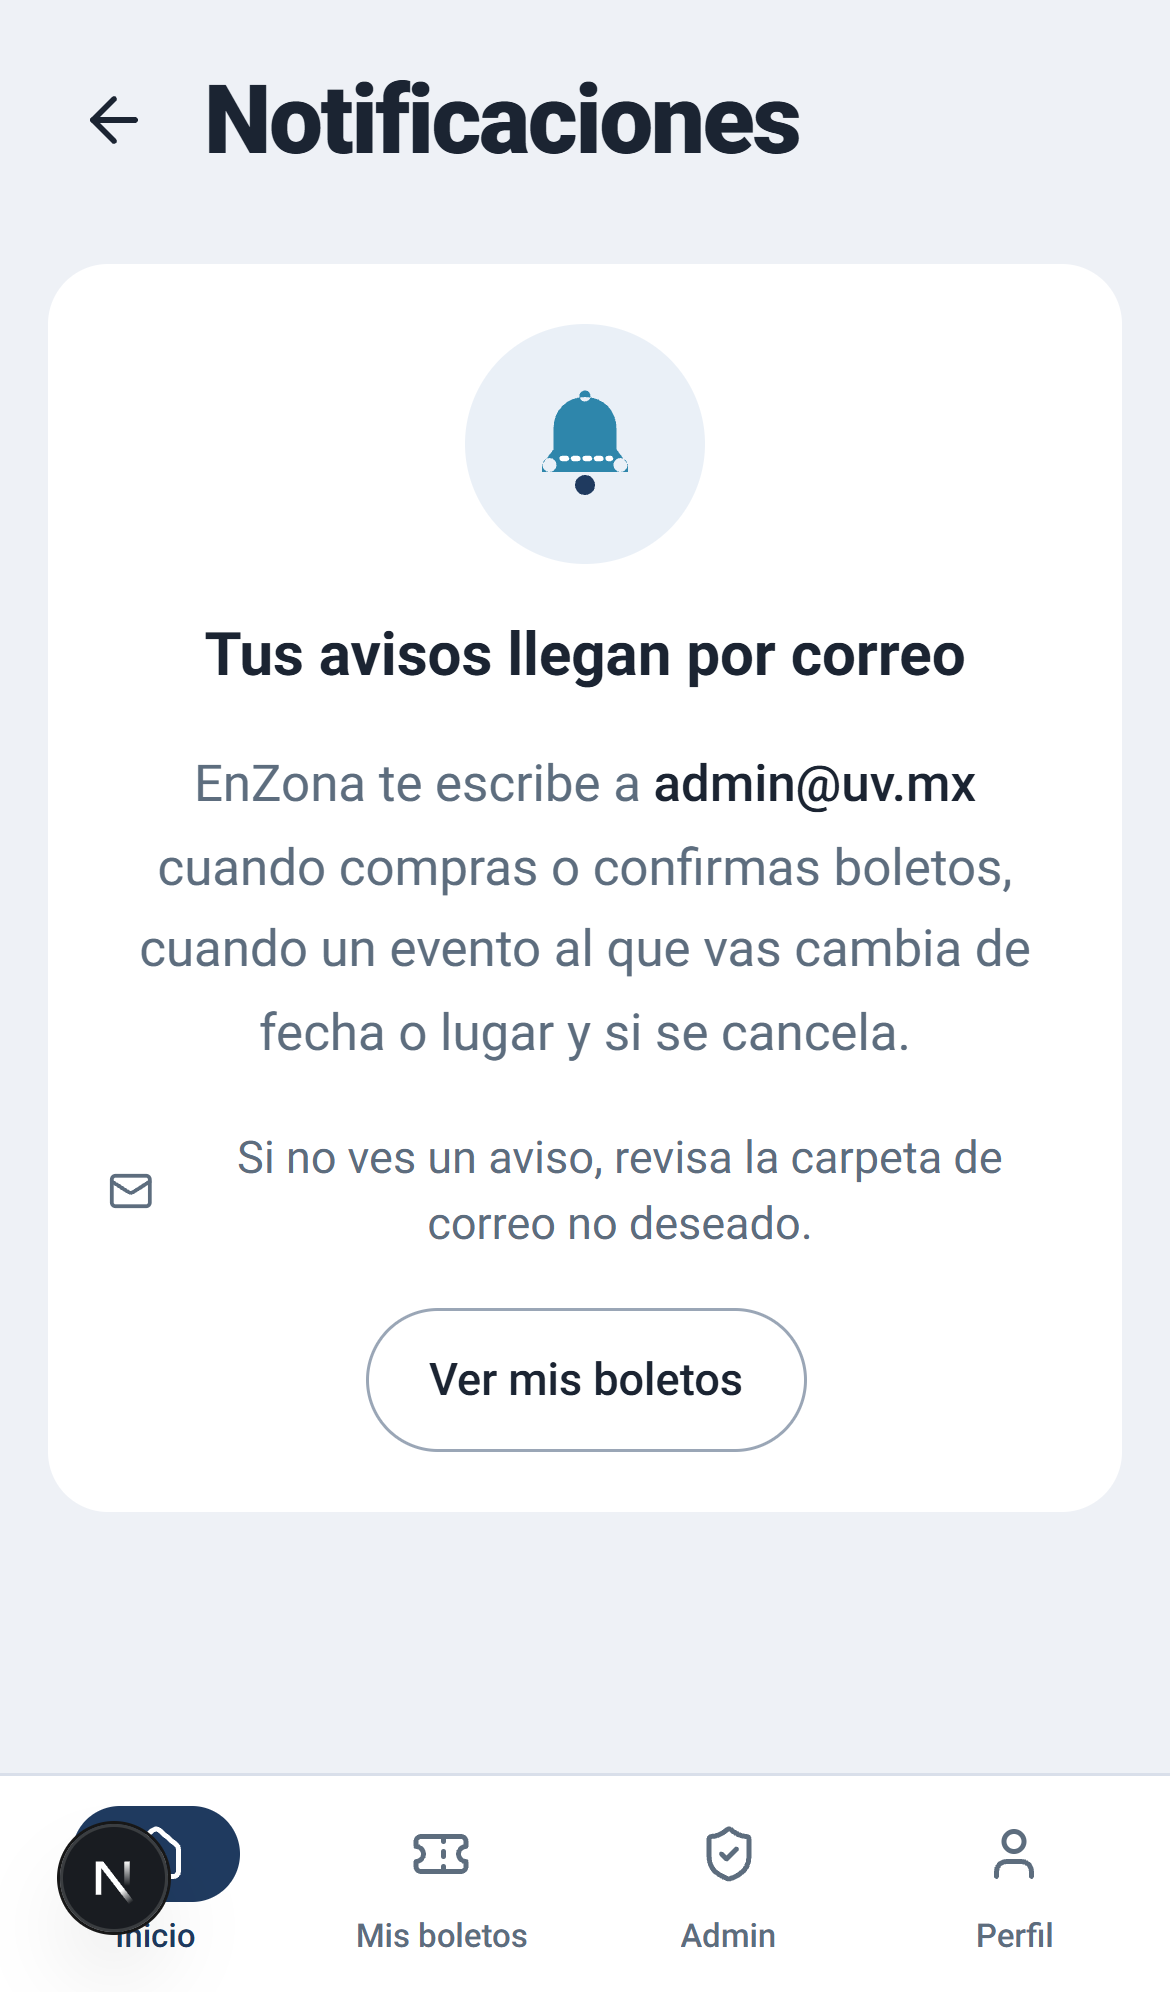 Notificaciones
Tus avisos llegan por correo
EnZona te escribe a admin@uv.mx
cuando compras o confirmas boletos,
cuando un evento al que vas cambia de
fecha o lugar y si se cancela.
Si no ves un aviso, revisa la carpeta de
correo no deseado.
Ver mis boletos
N
Inicio
Mis boletos
Admin
Perfil